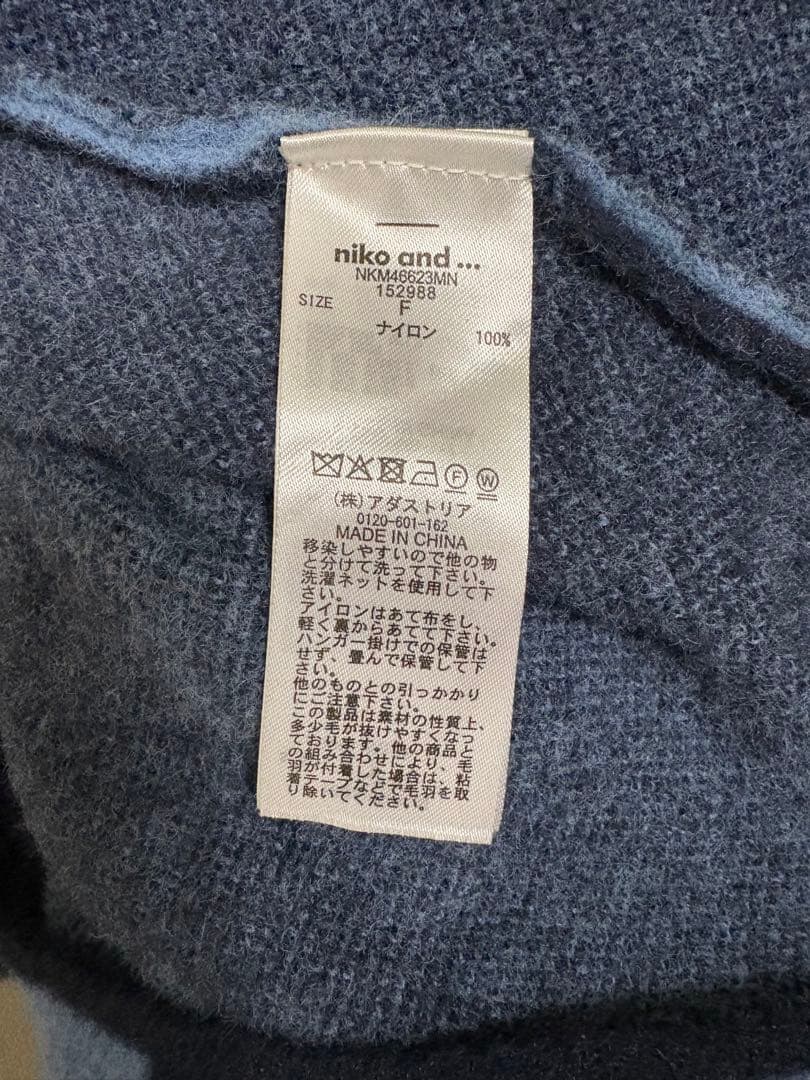 niko and ...
NKM46623MN
152988
SIZE F
ナイロン 100%
F W
(株)アダストリア
0120-601-162
MADE IN CHINA
移染しやすいので他の物
と分けて洗って下さい。
洗濯ネットを使用して下
さい。
アイロンはあて布をし、
軽く裏からあてて下さい。
ハンガー掛けでの保管は
せず、畳んで保管して下
さい。
他のものとの引っかかり
にご注意下さい。
この製品は素材の性質上、
多少毛が抜けやすくなっ
ております。他の商品と
の組み合わせにより、毛
が付着した場合は、毛羽
取り粘着テープなどで
除いてください。